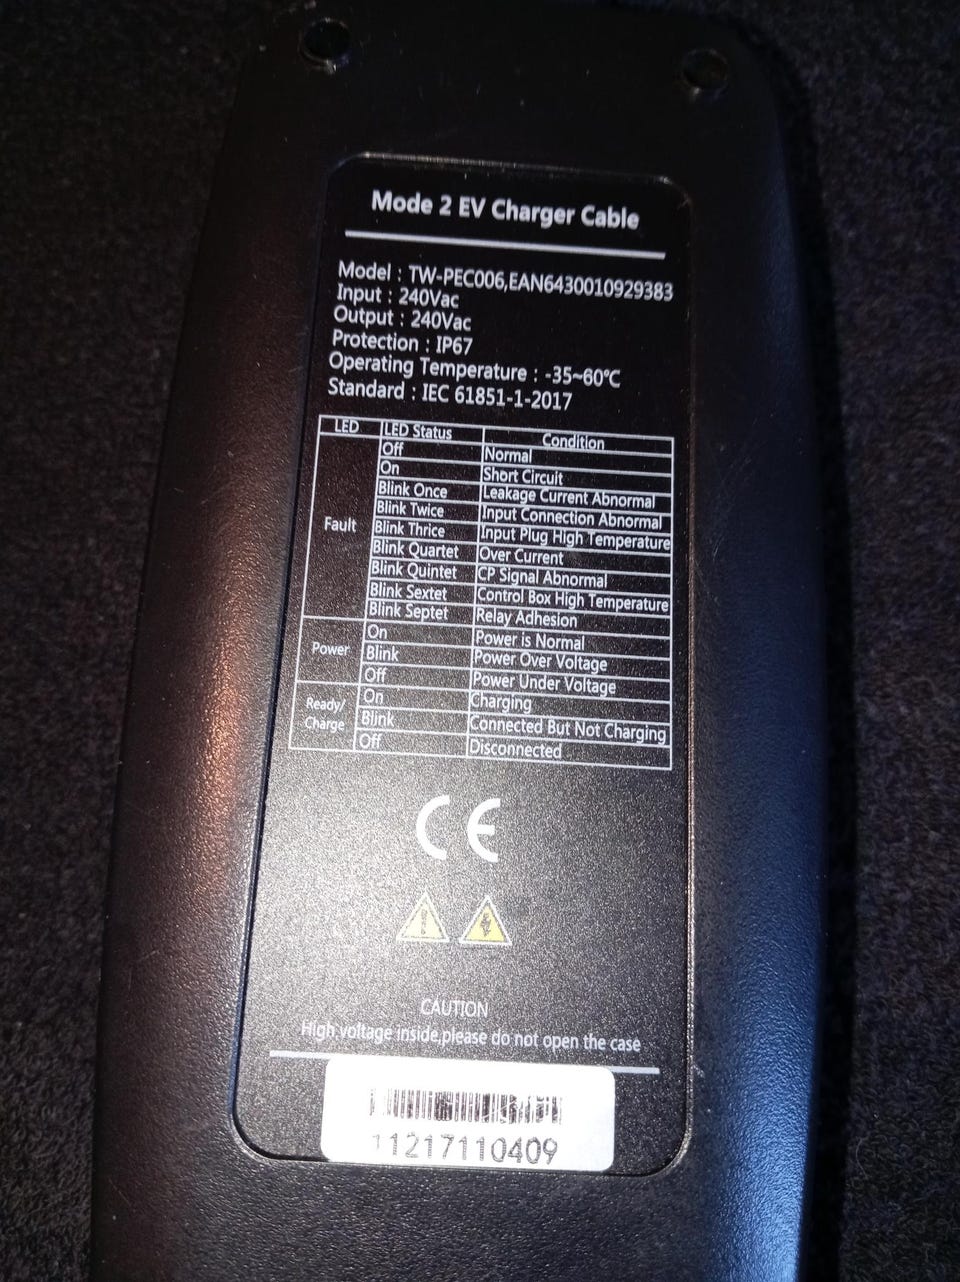 Mode 2 EV Charger Cable
Model : TW-PEC006,EAN6430010929383
Input : 240Vac
Output : 240Vac
Protection : IP67
Operating Temperature : -35~60℃
Standard : IEC 61851-1-2017
LED LED Status Condition
Fault
Off Normal
On Short Circuit
Blink Once Leakage Current Abnormal
Blink Twice Input Connection Abnormal
Blink Thrice Input Plug High Temperature
Blink Quartet Over Current
Blink Quintet CP Signal Abnormal
Blink Sextet Control Box High Temperature
Blink Septet Relay Adhesion
Power
On Power is Normal
Blink Power Over Voltage
Off Power Under Voltage
Ready/
Charge
On Charging
Blink Connected But Not Charging
Off Disconnected
CE
CAUTION
High voltage inside,please do not open the case
11217110409